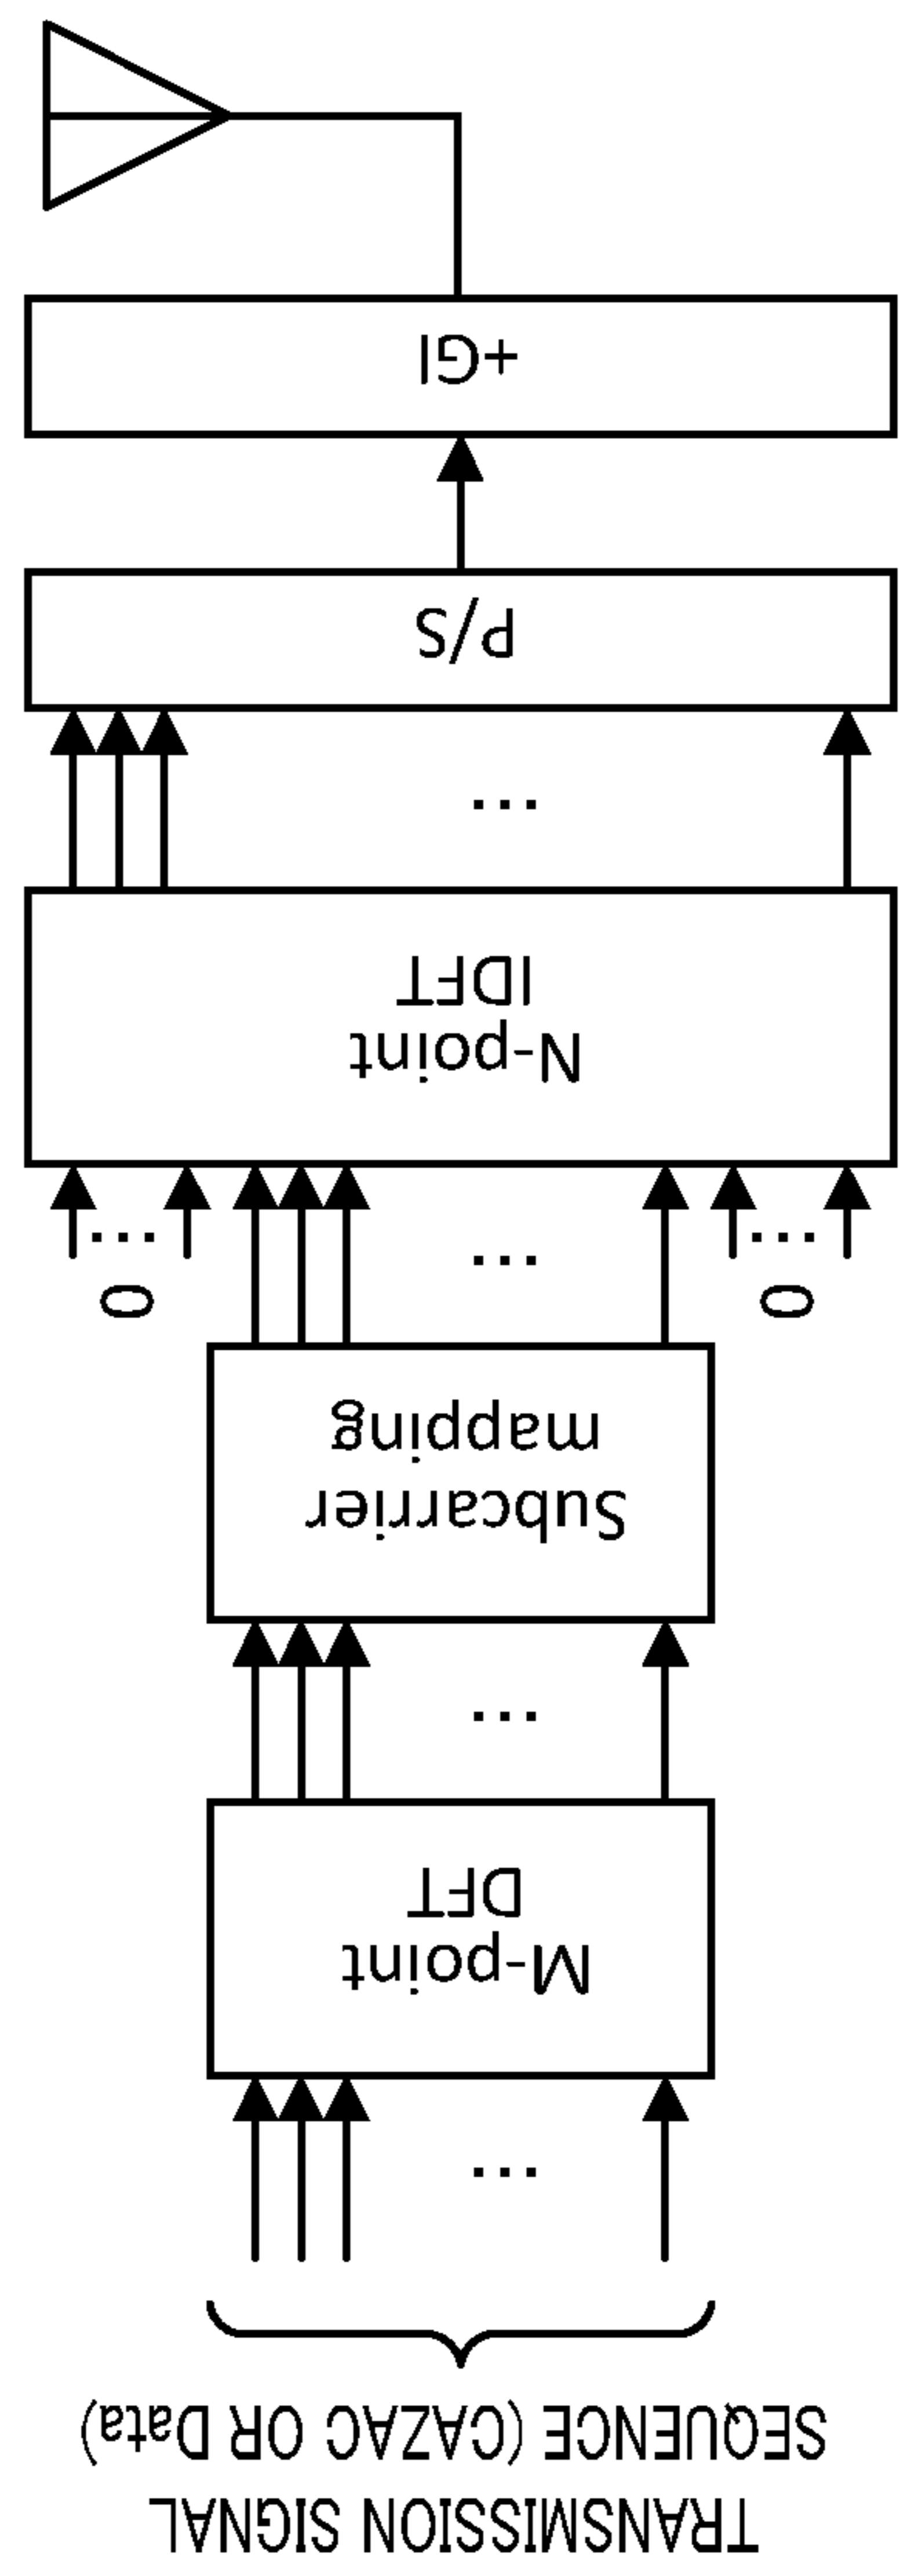 TRANSMISSION SIGNAL
SEQUENCE (CAZAC OR Data)
...
M-point
DFT
...
Subcarrier
mapping
0 0
... ... ...
N-point
IDFT
...
P/S
+GI